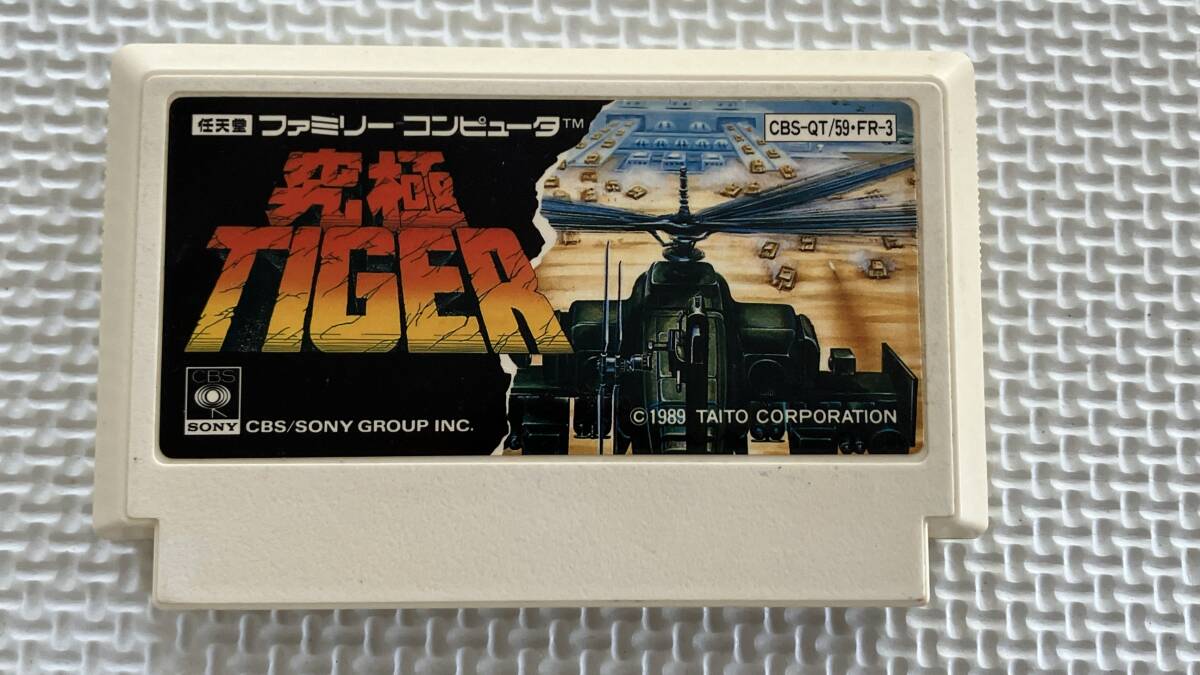 任天堂 ファミリーコンピュータ™
CBS-QT/59・FR-3
究極
TIGER
CBS
SONY
CBS/SONY GROUP INC.
©1989 TAITO CORPORATION